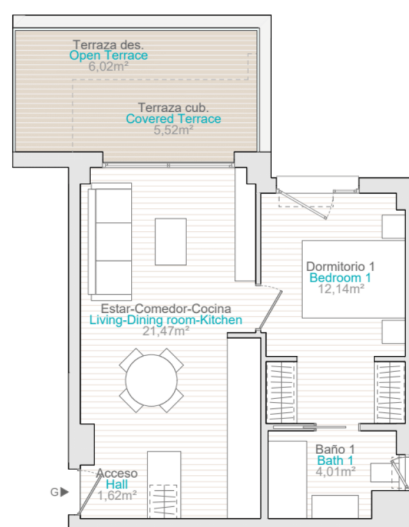 Terraza des.
Open Terrace
6,02m²
Terraza cub.
Covered Terrace
5,52m²
Dormitorio 1
Bedroom 1
12,14m²
Estar-Comedor-Cocina
Living-Dining room-Kitchen
21,47m²
Baño 1
Bath 1
4,01m²
Acceso
Hall
1,62m²
G